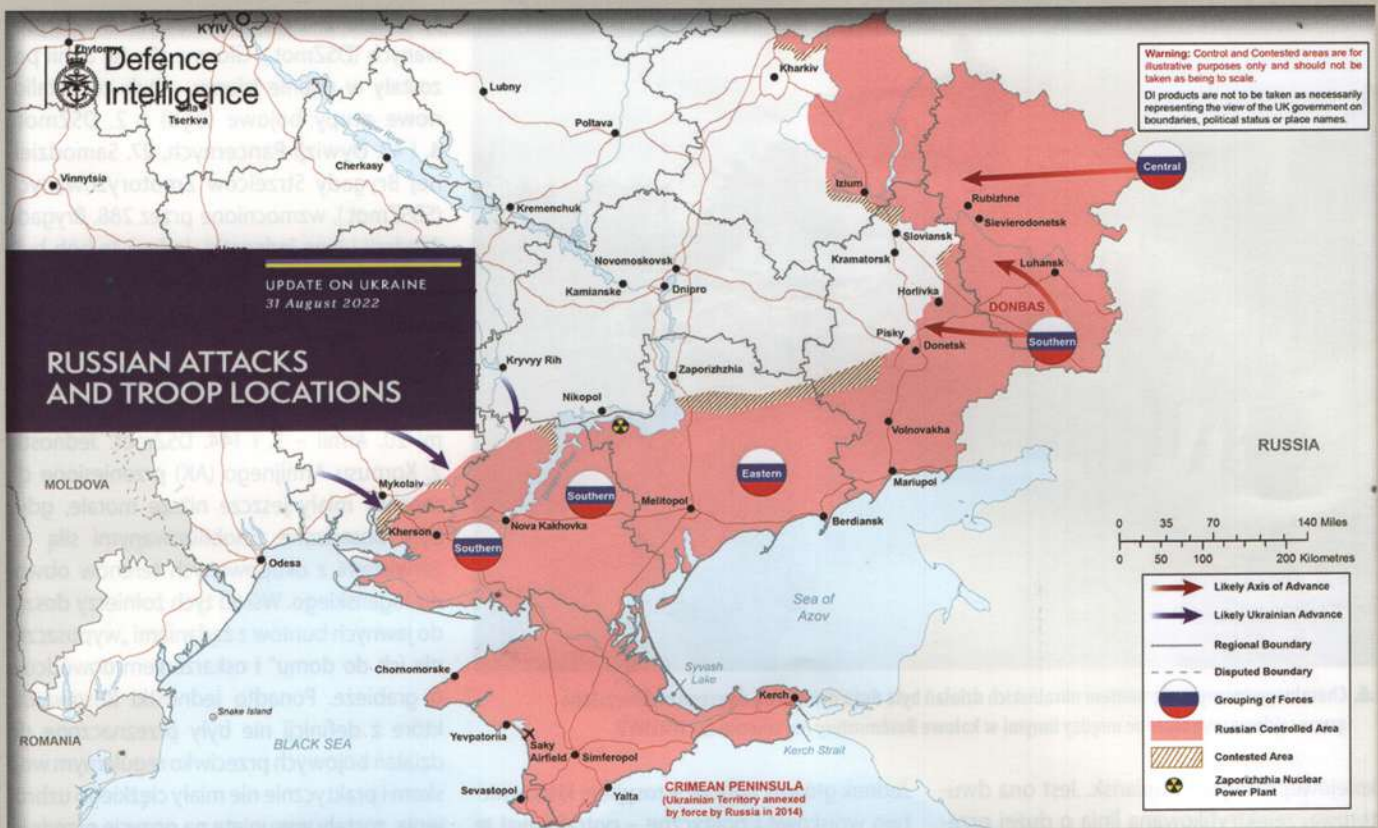 KYIV
Zhytomyr
Defence
Intelligence
Bila
Tserkva
Lubny
Kharkiv
Warning: Control and Contested areas are for
illustrative purposes only and should not be
taken as being to scale.
DI products are not to be taken as necessarily
representing the view of the UK government on
boundaries, political status or place names.
Poltava
Cherkasy
Vinnytsia
Central
Izium
Rubizhne
Kremenchuk
Sievierodonetsk
Sloviansk
Kramatorsk
Novomoskovsk
Luhansk
UPDATE ON UKRAINE
31 August 2022
Kamianske
Dnipro
Horlivka
DONBAS
Pisky
Southern
Donetsk
RUSSIAN ATTACKS
AND TROOP LOCATIONS
Kryvyy Rih
Zaporizhzhia
Nikopol
Volnovakha
RUSSIA
MOLDOVA
Mykolaiv
Southern
Eastern
Melitopol
Mariupol
Kherson
Nova Kakhovka
Berdiansk
Southern
Odesa
0 35 70 140 Miles
0 50 100 200 Kilometres
Sea of
Azov
Likely Axis of Advance
Likely Ukrainian Advance
Regional Boundary
Disputed Boundary
Grouping of Forces
Russian Controlled Area
Contested Area
Zaporizhzhia Nuclear
Power Plant
Chornomorske
Syvash
Lake
Kerch
Snake Island
ROMANIA
BLACK SEA
Yevpatoria
Saky
Airfield
Simferopol
Kerch Strait
Sevastopol
Yalta
CRIMEAN PENINSULA
(Ukrainian Territory annexed
by force by Russia in 2014)